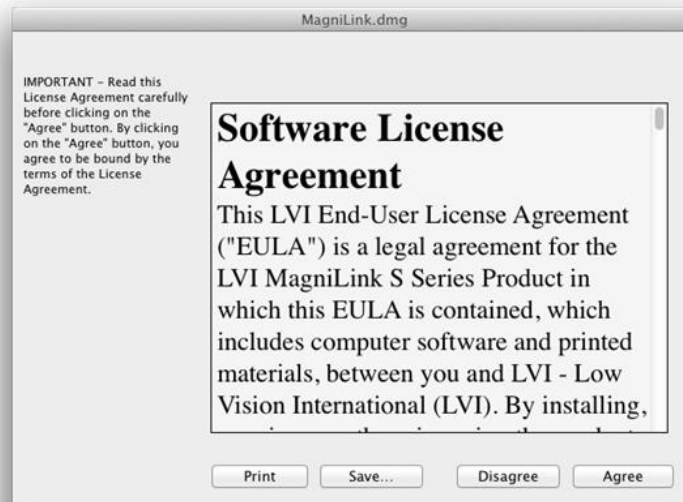 MagniLink.dmg
IMPORTANT – Read this
License Agreement carefully
before clicking on the
"Agree" button. By clicking
on the "Agree" button, you
agree to be bound by the
terms of the License
Agreement.
Software License
Agreement
This LVI End-User License Agreement
("EULA") is a legal agreement for the
LVI MagniLink S Series Product in
which this EULA is contained, which
includes computer software and printed
materials, between you and LVI - Low
Vision International (LVI). By installing,
Print
Save...
Disagree
Agree